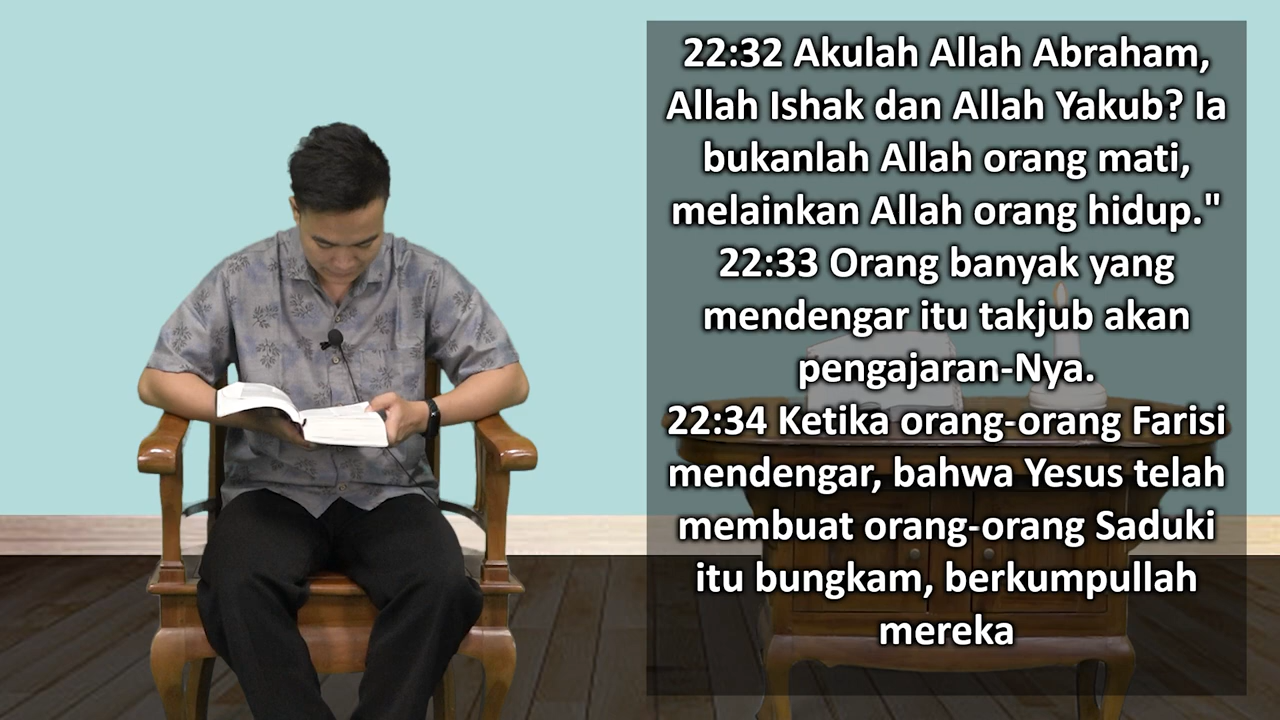 22:32 Akulah Allah Abraham,
Allah Ishak dan Allah Yakub? Ia
bukanlah Allah orang mati,
melainkan Allah orang hidup."
22:33 Orang banyak yang
mendengar itu takjub akan
pengajaran-Nya.
22:34 Ketika orang-orang Farisi
mendengar, bahwa Yesus telah
membuat orang-orang Saduki
itu bungkam, berkumpullah
mereka